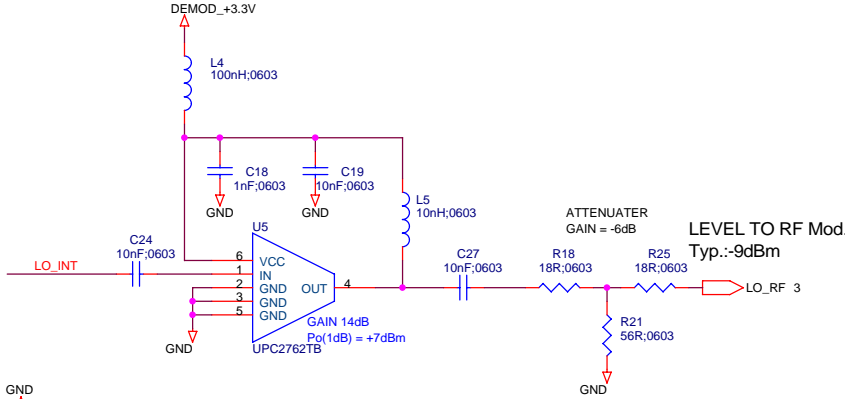 DEMOD_+3.3V
L4
100nH;0603
C18
1nF;0603
C19
10nF;0603
GND
GND
L5
10nH;0603
U5
C24
10nF;0603
LO_INT
6 VCC
1 IN
2 GND
3 GND
5 GND
OUT 4
GAIN 14dB
Po(1dB) = +7dBm
UPC2762TB
GND
C27
10nF;0603
ATTENUATER
GAIN = -6dB
R18
18R;0603
R25
18R;0603
LEVEL TO RF Mod.
Typ.:-9dBm
LO_RF 3
R21
56R;0603
GND
GND